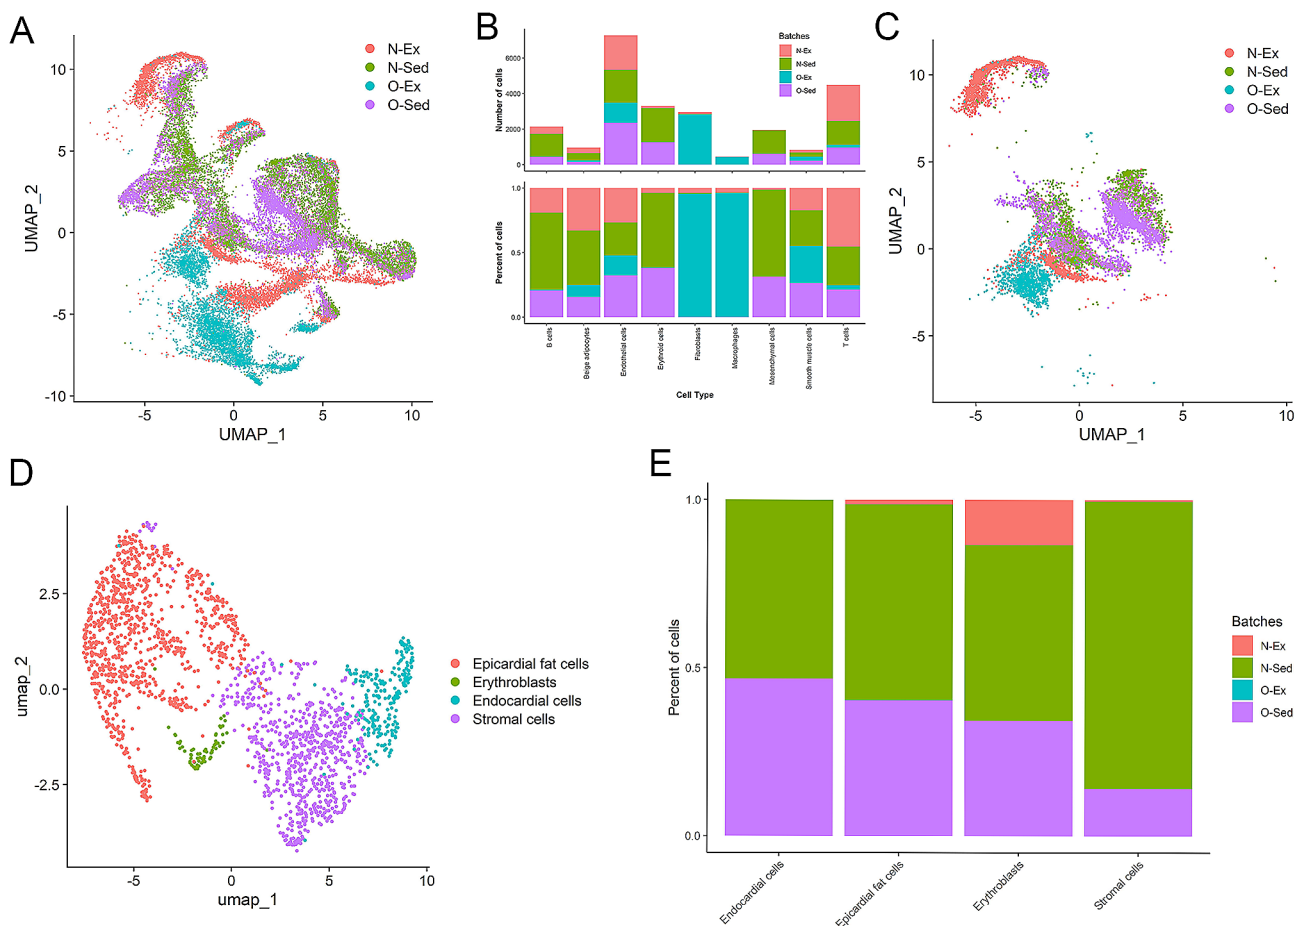 A
10
5
0
-5
-10
UMAP_2
-5
0
5
10
UMAP_1
N-Ex
N-Sed
O-Ex
O-Sed
B
Number of cells
6000
4000
2000
0
Batches
N-Ex
N-Sed
O-Ex
O-Sed
Percent of cells
1.0
0.5
0.0
B cells
Beige adipocytes
Endothelial cells
Erythroid cells
Fibroblasts
Macrophages
Mesenchymal cells
Smooth muscle cells
T cells
Cell Type
C
10
5
0
-5
UMAP_2
-5
0
5
10
UMAP_1
N-Ex
N-Sed
O-Ex
O-Sed
D
2.5
0.0
-2.5
umap_2
-5
0
5
10
umap_1
Epicardial fat cells
Erythroblasts
Endocardial cells
Stromal cells
E
1.0
0.5
0.0
Percent of cells
Endocardial cells
Epicardial fat cells
Erythroblasts
Stromal cells
Batches
N-Ex
N-Sed
O-Ex
O-Sed